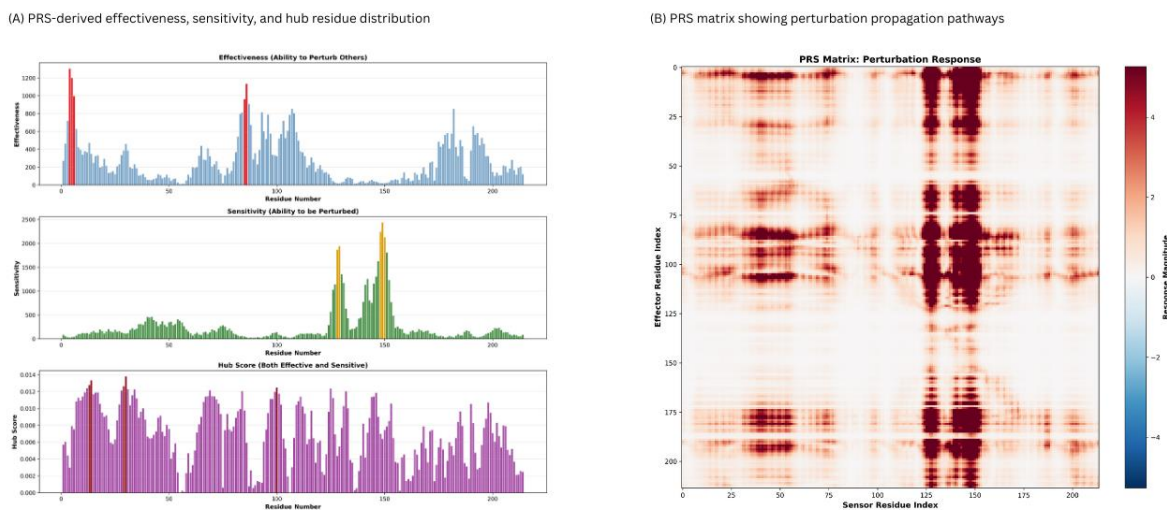 (A) PRS-derived effectiveness, sensitivity, and hub residue distribution
Effectiveness (Ability to Perturb Others)
Effectiveness
1200
1000
800
600
400
200
0
0 50 100 150 200
Residue Number
Sensitivity (Ability to be Perturbed)
Sensitivity
2500
2000
1500
1000
500
0
0 50 100 150 200
Residue Number
Hub Score (Both Effective and Sensitive)
Hub Score
0.014
0.012
0.010
0.008
0.006
0.004
0.002
0.000
0 50 100 150 200
Residue Number
(B) PRS matrix showing perturbation propagation pathways
PRS Matrix: Perturbation Response
Effector Residue Index
0
25
50
75
100
125
150
175
200
0 25 50 75 100 125 150 175 200
Sensor Residue Index
4
2
0
−2
−4
Response Magnitude